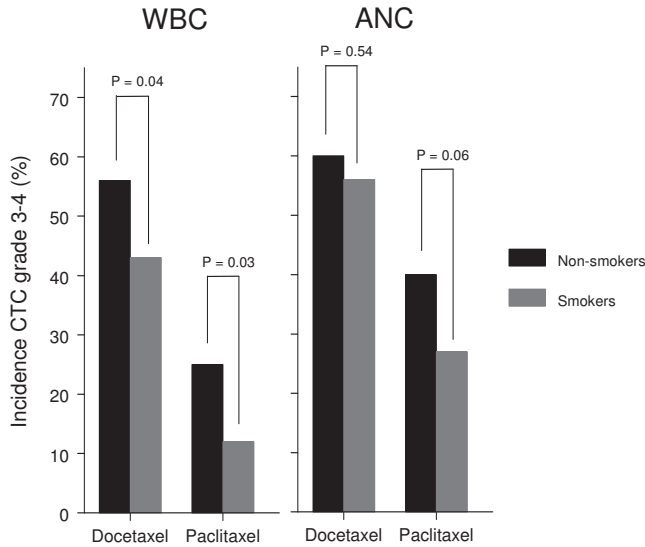 WBC
ANC
P = 0.04
P = 0.03
P = 0.54
P = 0.06
Incidence CTC grade 3-4 (%)
70
60
50
40
30
20
10
0
Docetaxel
Paclitaxel
Docetaxel
Paclitaxel
Non-smokers
Smokers